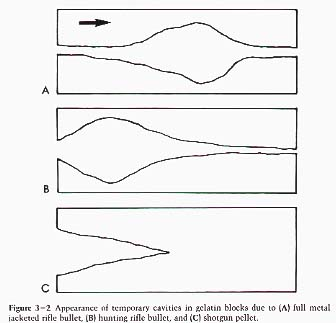 A
B
C
Figure 3−2 Appearance of temporary cavities in gelatin blocks due to (A) full metal
jacketed rifle bullet, (B) hunting rifle bullet, and (C) shotgun pellet.